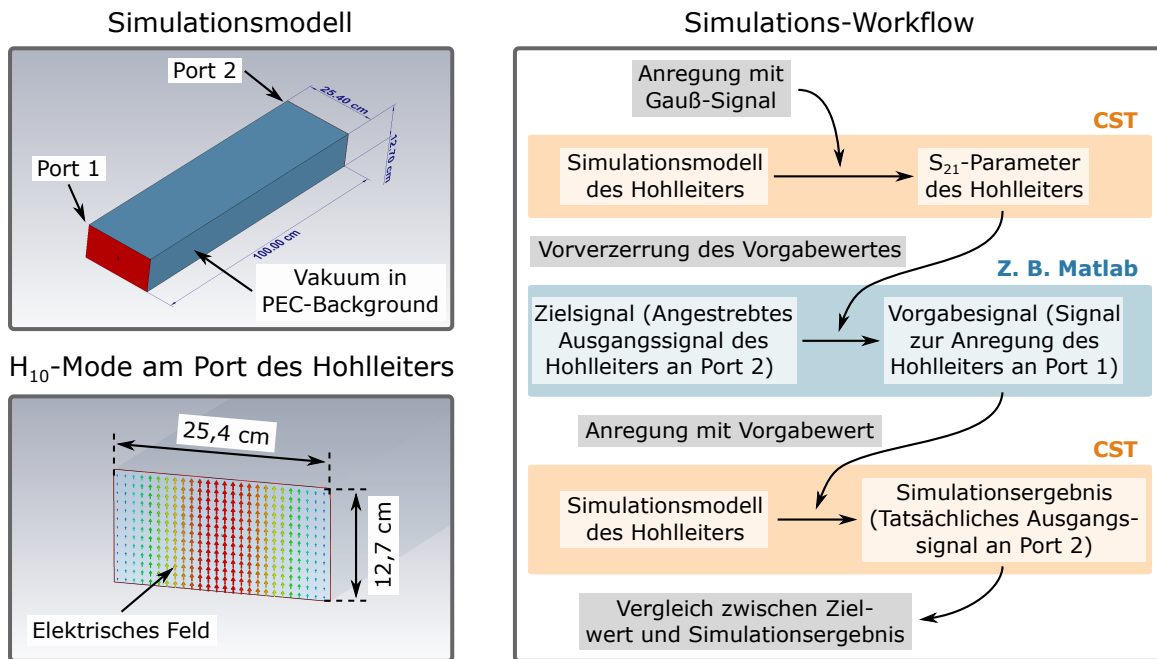 Simulationsmodell
Port 2
25.40 cm
12.70 cm
Port 1
100.00 cm
Vakuum in
PEC-Background
H₁₀-Mode am Port des Hohlleiters
25,4 cm
12,7 cm
Elektrisches Feld
Simulations-Workflow
Anregung mit
Gauß-Signal
CST
Simulationsmodell
des Hohlleiters
S₂₁-Parameter
des Hohlleiters
Vorverzerrung des Vorgabewertes
Z. B. Matlab
Zielsignal (Angestrebtes
Ausgangssignal des
Hohlleiters an Port 2)
Vorgabesignal (Signal
zur Anregung des
Hohlleiters an Port 1)
Anregung mit Vorgabewert
CST
Simulationsmodell
des Hohlleiters
Simulationsergebnis
(Tatsächliches Ausgangs-
signal an Port 2)
Vergleich zwischen Ziel-
wert und Simulationsergebnis